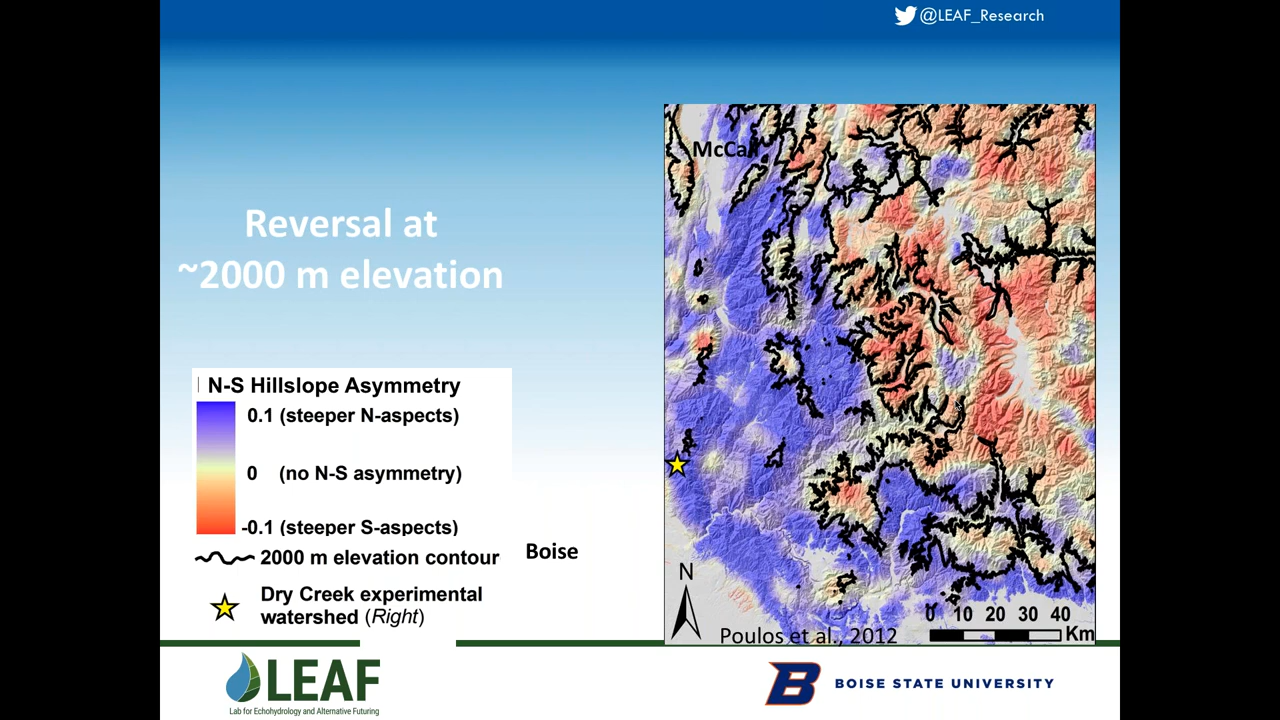 @LEAF_Research
Reversal at
~2000 m elevation
N-S Hillslope Asymmetry
0.1 (steeper N-aspects)
0 (no N-S asymmetry)
-0.1 (steeper S-aspects)
2000 m elevation contour
Dry Creek experimental
watershed (Right)
Boise
McCall
N
0 10 20 30 40
Km
Poulos et al., 2012
LEAF
Lab for Echohydrology and Alternative Futuring
B BOISE STATE UNIVERSITY